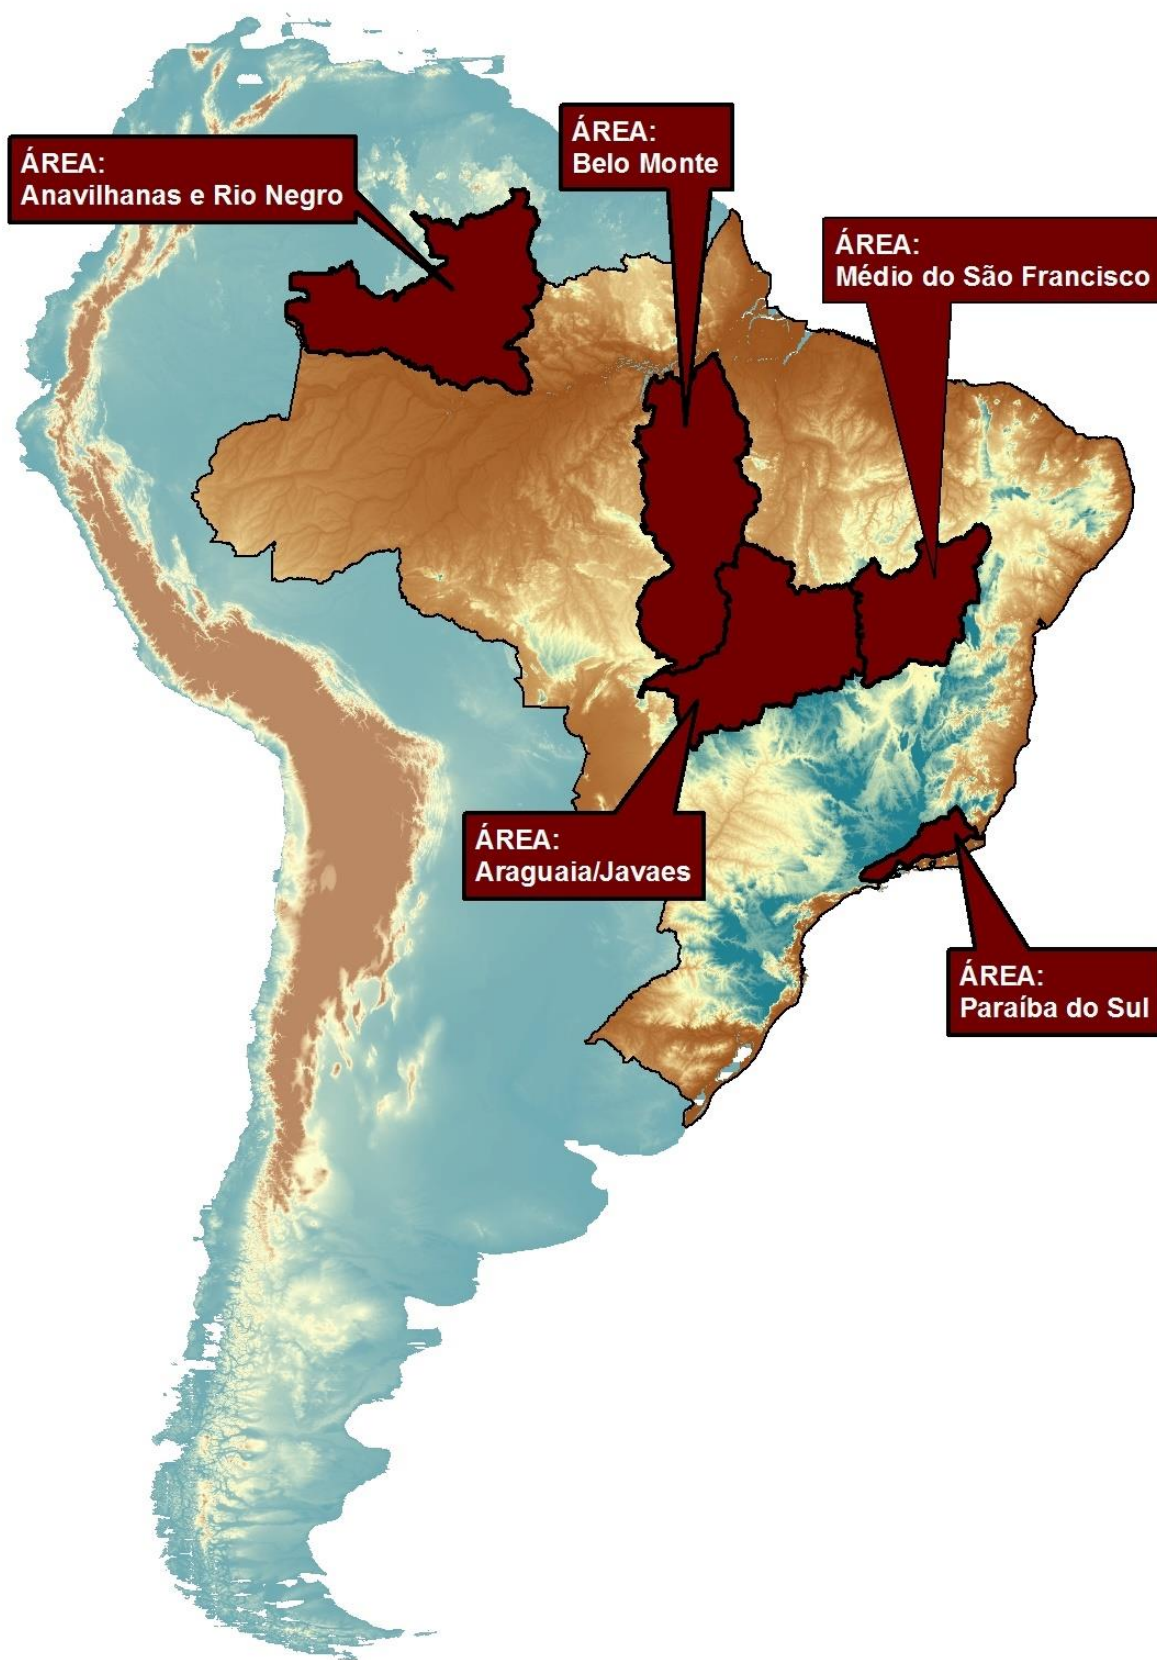 ÁREA:
Belo Monte
ÁREA:
Anavilhanas e Rio Negro
ÁREA:
Médio do São Francisco
ÁREA:
Araguaia/Javaes
ÁREA:
Paraíba do Sul